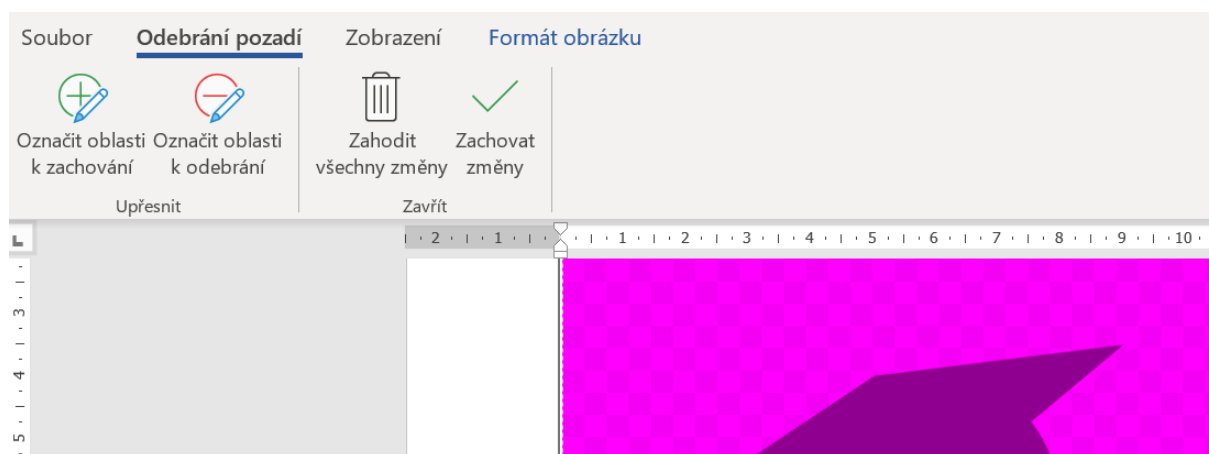 Soubor Odebrání pozadí Zobrazení Formát obrázku
Označit oblasti Označit oblasti Zahodit Zachovat
k zachování k odebrání všechny změny změny
Upřesnit Zavřít
2 1 1 2 3 4 5 6 7 8 9 10
3
4
5